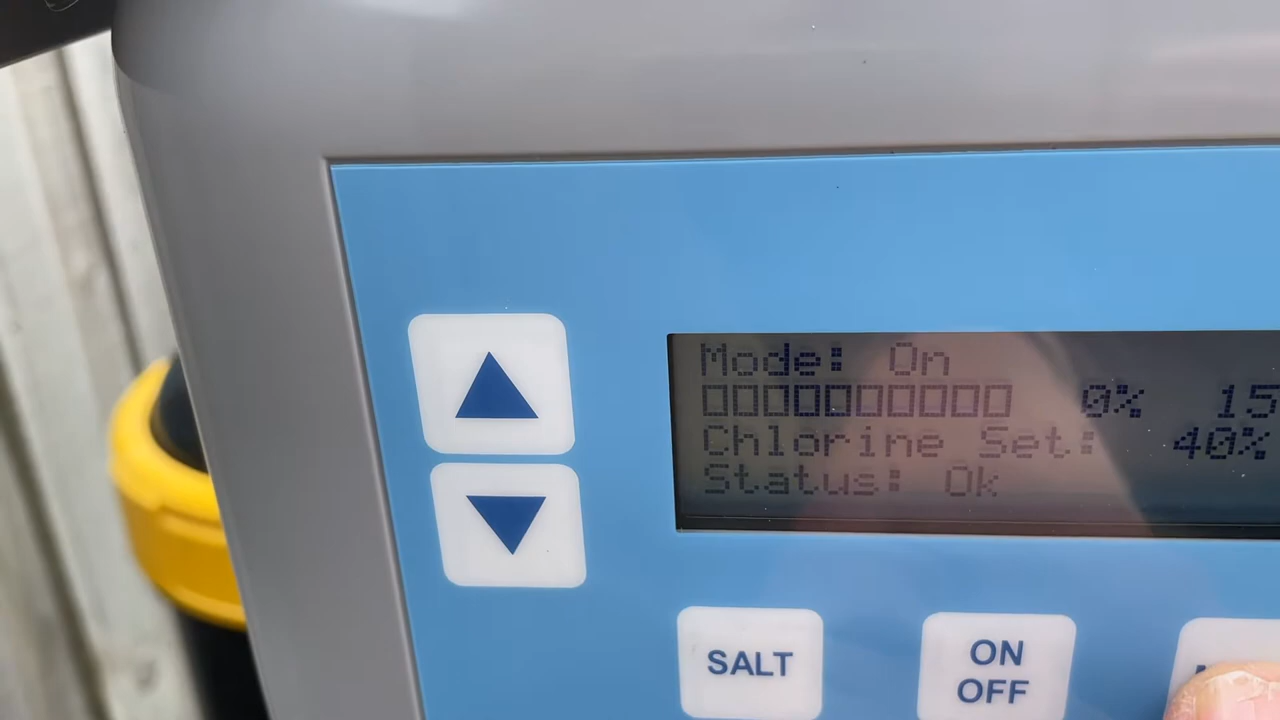 Mode: On
0% 15
Chlorine Set: 40%
Status: Ok
SALT
ON
OFF